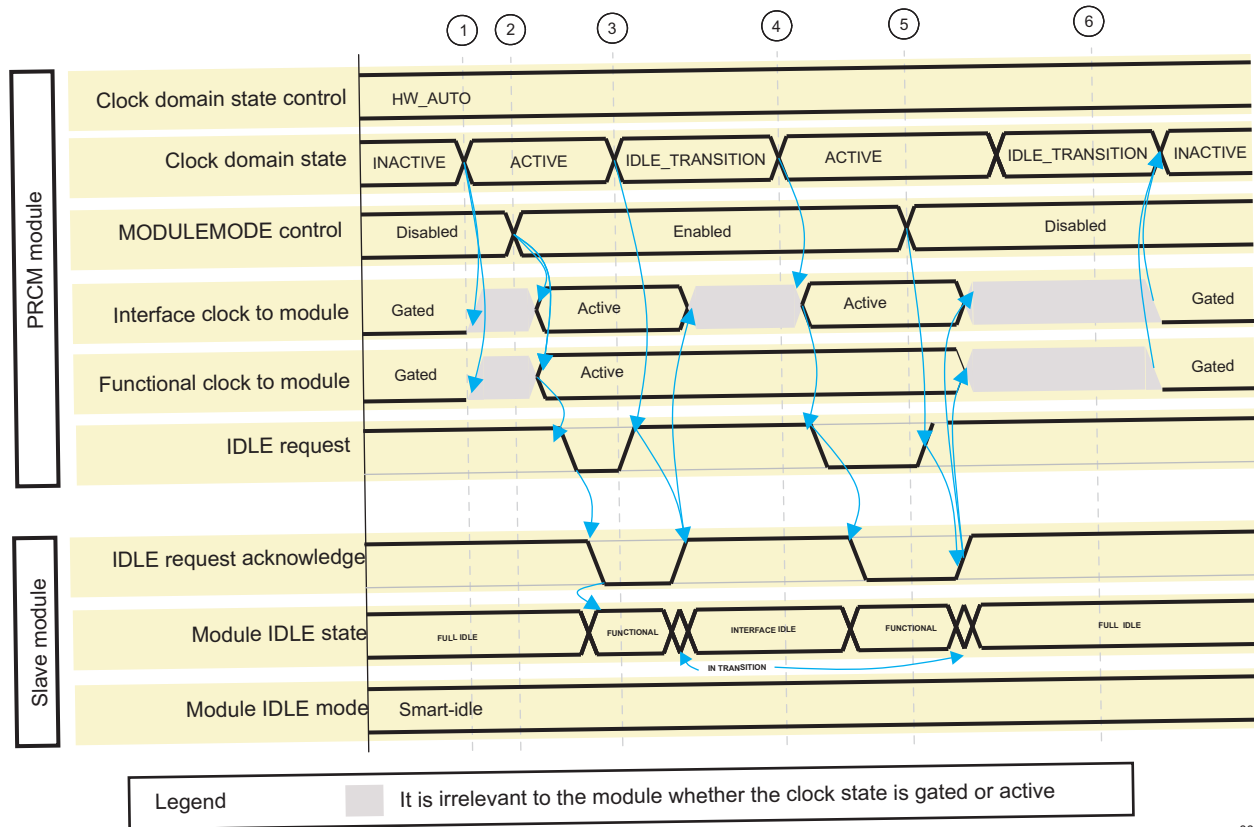 1 2 3 4 5 6
PRCM module
Clock domain state control HW_AUTO
Clock domain state INACTIVE ACTIVE IDLE_TRANSITION ACTIVE IDLE_TRANSITION INACTIVE
MODULEMODE control Disabled Enabled Disabled
Interface clock to module Gated Active Active Gated
Functional clock to module Gated Active Gated
IDLE request
Slave module
IDLE request acknowledge
Module IDLE state FULL IDLE FUNCTIONAL INTERFACE IDLE FUNCTIONAL FULL IDLE
IN TRANSITION
Module IDLE mode Smart-idle
Legend It is irrelevant to the module whether the clock state is gated or active